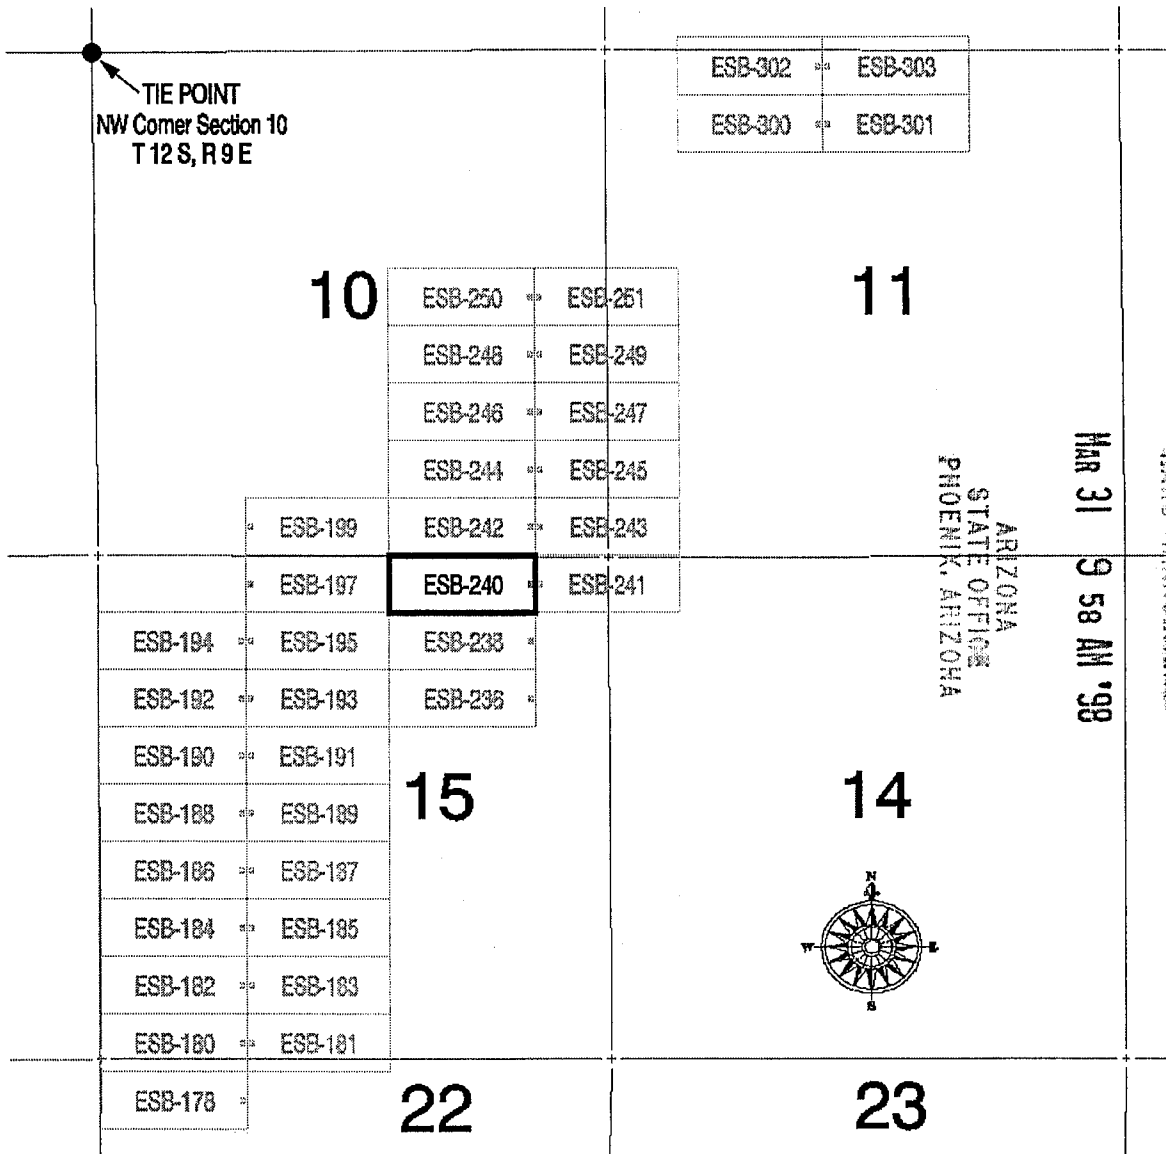 ESB-302 ESB-303
TIE POINT
NW Corner Section 10
T 12 S, R 9 E
ESB-300 ESB-301
10
11
ESB-250 ESB-251
ESB-248 ESB-249
ESB-246 ESB-247
ESB-244 ESB-245
ESB-199 ESB-242 ESB-243
ESB-197 ESB-240 ESB-241
ESB-194 ESB-195 ESB-238
ESB-192 ESB-193 ESB-236
ESB-190 ESB-191
15
14
ESB-188 ESB-189
ESB-186 ESB-187
ESB-184 ESB-185
ESB-182 ESB-183
ESB-180 ESB-181
ESB-178
22
23
N
W
E
S
MAR 31 9 58 AM '98
ARIZONA
STATE OFFICE
PHOENIX, ARIZONA